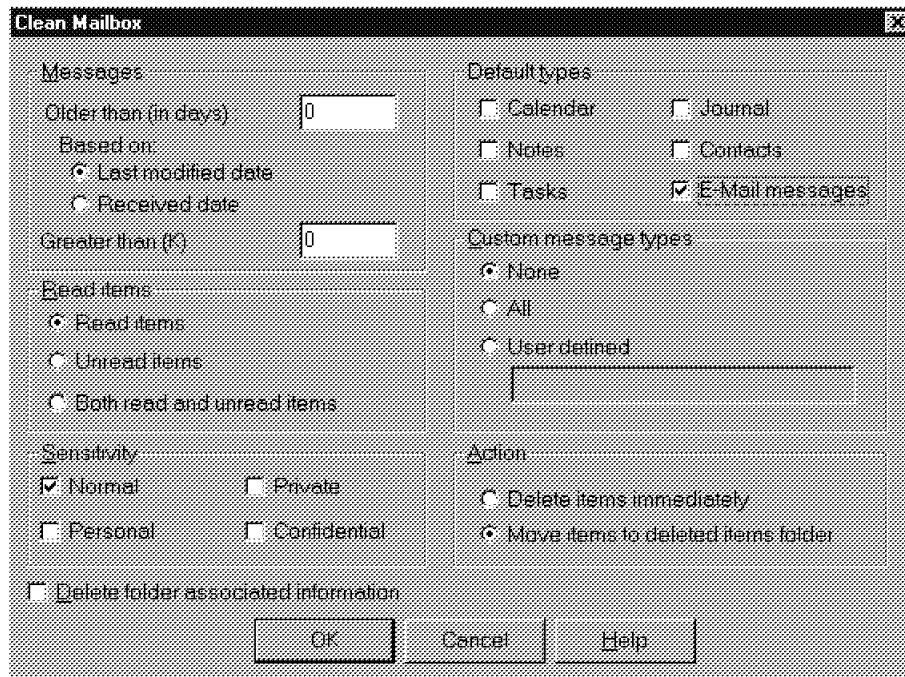 Clean Mailbox
Messages
Older than (in days) 0
Based on:
Last modified date
Received date
Greater than (K) 0
Read items
Read items
Unread items
Both read and unread items
Sensitivity
Normal Private
Personal Confidential
Delete folder associated information
Default types
Calendar Journal
Notes Contacts
Tasks E-Mail messages
Custom message types
None
All
User defined
Action
Delete items immediately
Move items to deleted items folder
OK Cancel Help